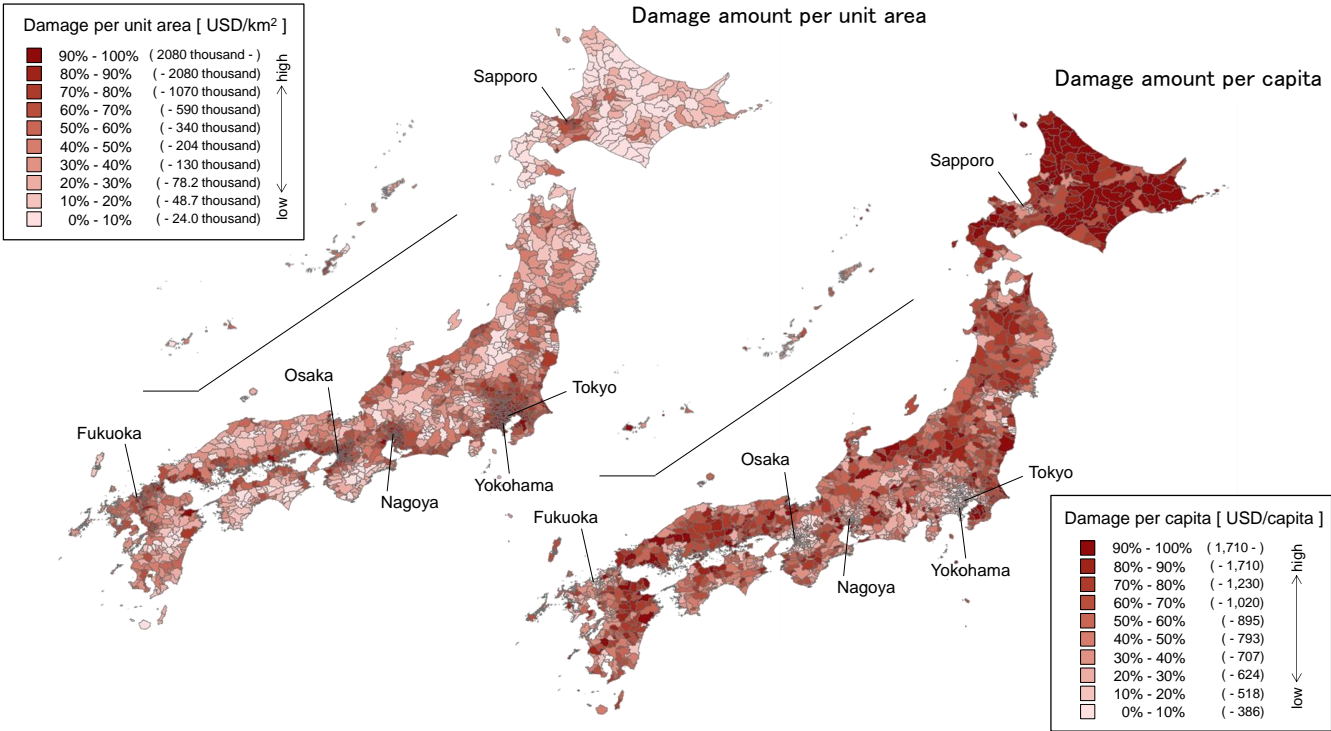 Damage amount per unit area
Damage per unit area [ USD/km² ]
90% - 100% ( 2080 thousand - )
80% - 90% ( - 2080 thousand)
70% - 80% ( - 1070 thousand)
60% - 70% ( - 590 thousand)
50% - 60% ( - 340 thousand)
40% - 50% ( - 204 thousand)
30% - 40% ( - 130 thousand)
20% - 30% ( - 78.2 thousand)
10% - 20% ( - 48.7 thousand)
0% - 10% ( - 24.0 thousand)
high
low
Sapporo
Osaka
Tokyo
Fukuoka
Yokohama
Nagoya
Damage amount per capita
Sapporo
Osaka
Tokyo
Fukuoka
Yokohama
Nagoya
Damage per capita [ USD/capita ]
90% - 100% ( 1,710 - )
80% - 90% ( - 1,710)
70% - 80% ( - 1,230)
60% - 70% ( - 1,020)
50% - 60% ( - 895)
40% - 50% ( - 793)
30% - 40% ( - 707)
20% - 30% ( - 624)
10% - 20% ( - 518)
0% - 10% ( - 386)
high
low